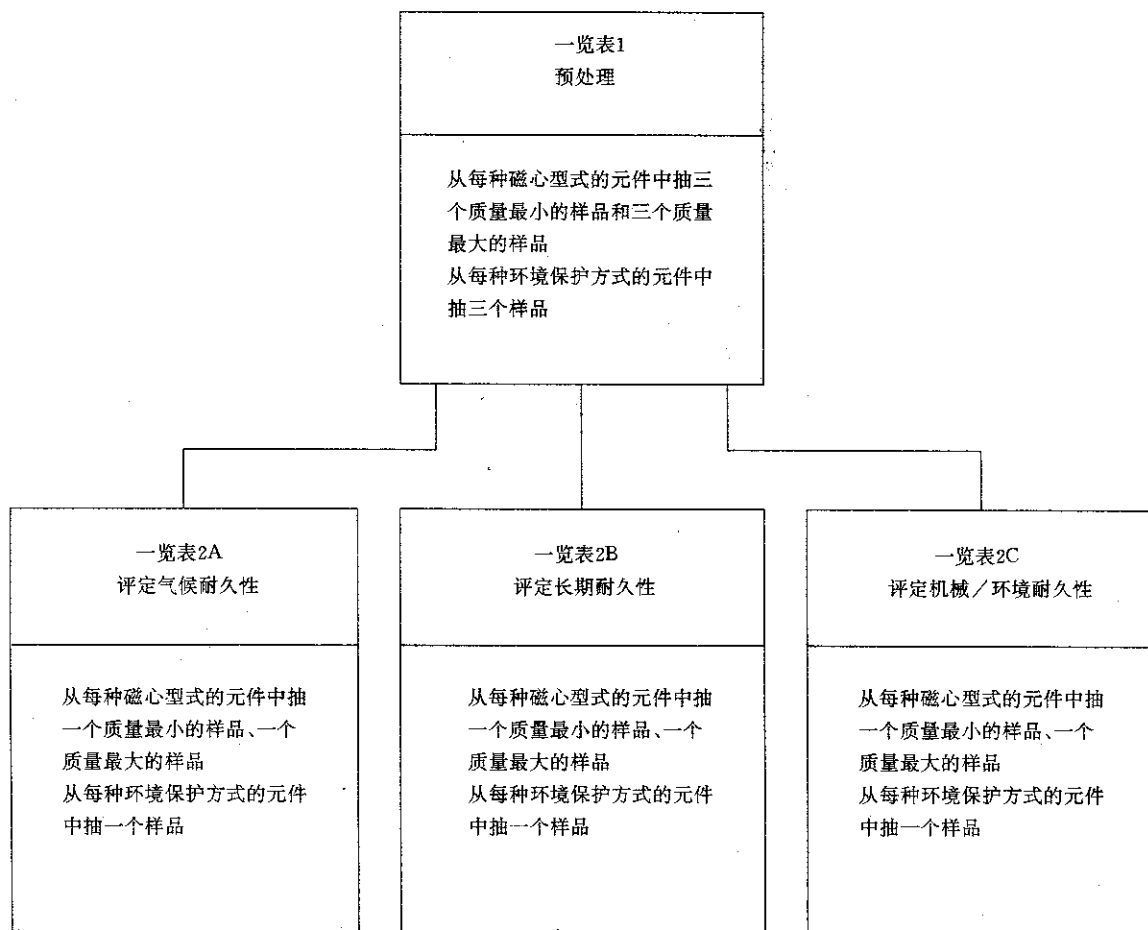 一览表1
预处理
从每种磁心型式的元件中抽三
个质量最小的样品和三个质量
最大的样品
从每种环境保护方式的元件中
抽三个样品
一览表2A
评定气候耐久性
从每种磁心型式的元件中抽
一个质量最小的样品、一个
质量最大的样品
从每种环境保护方式的元件
中抽一个样品
一览表2B
评定长期耐久性
从每种磁心型式的元件中抽
一个质量最小的样品、一个
质量最大的样品
从每种环境保护方式的元件
中抽一个样品
一览表2C
评定机械／环境耐久性
从每种磁心型式的元件中抽
一个质量最小的样品、一个
质量最大的样品
从每种环境保护方式的元件
中抽一个样品